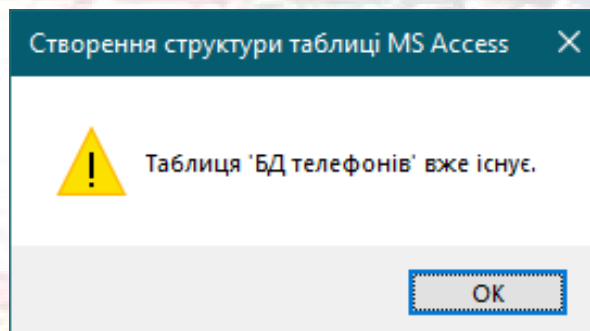 Створення структури таблиці MS Access
Таблиця 'БД телефонів' вже існує.
OK